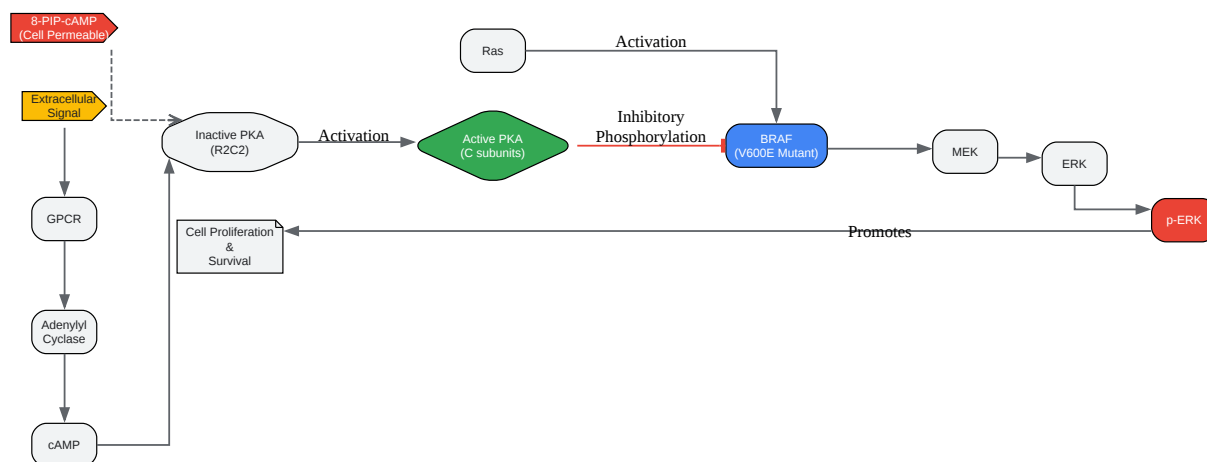 8-PIP-cAMP
(Cell Permeable)
Extracellular
Signal
GPCR
Adenylyl
Cyclase
cAMP
Inactive PKA
(R2C2)
Activation
Active PKA
(C subunits)
Ras
Activation
Inhibitory
Phosphorylation
BRAF
(V600E Mutant)
MEK
ERK
p-ERK
Promotes
Cell Proliferation
&
Survival